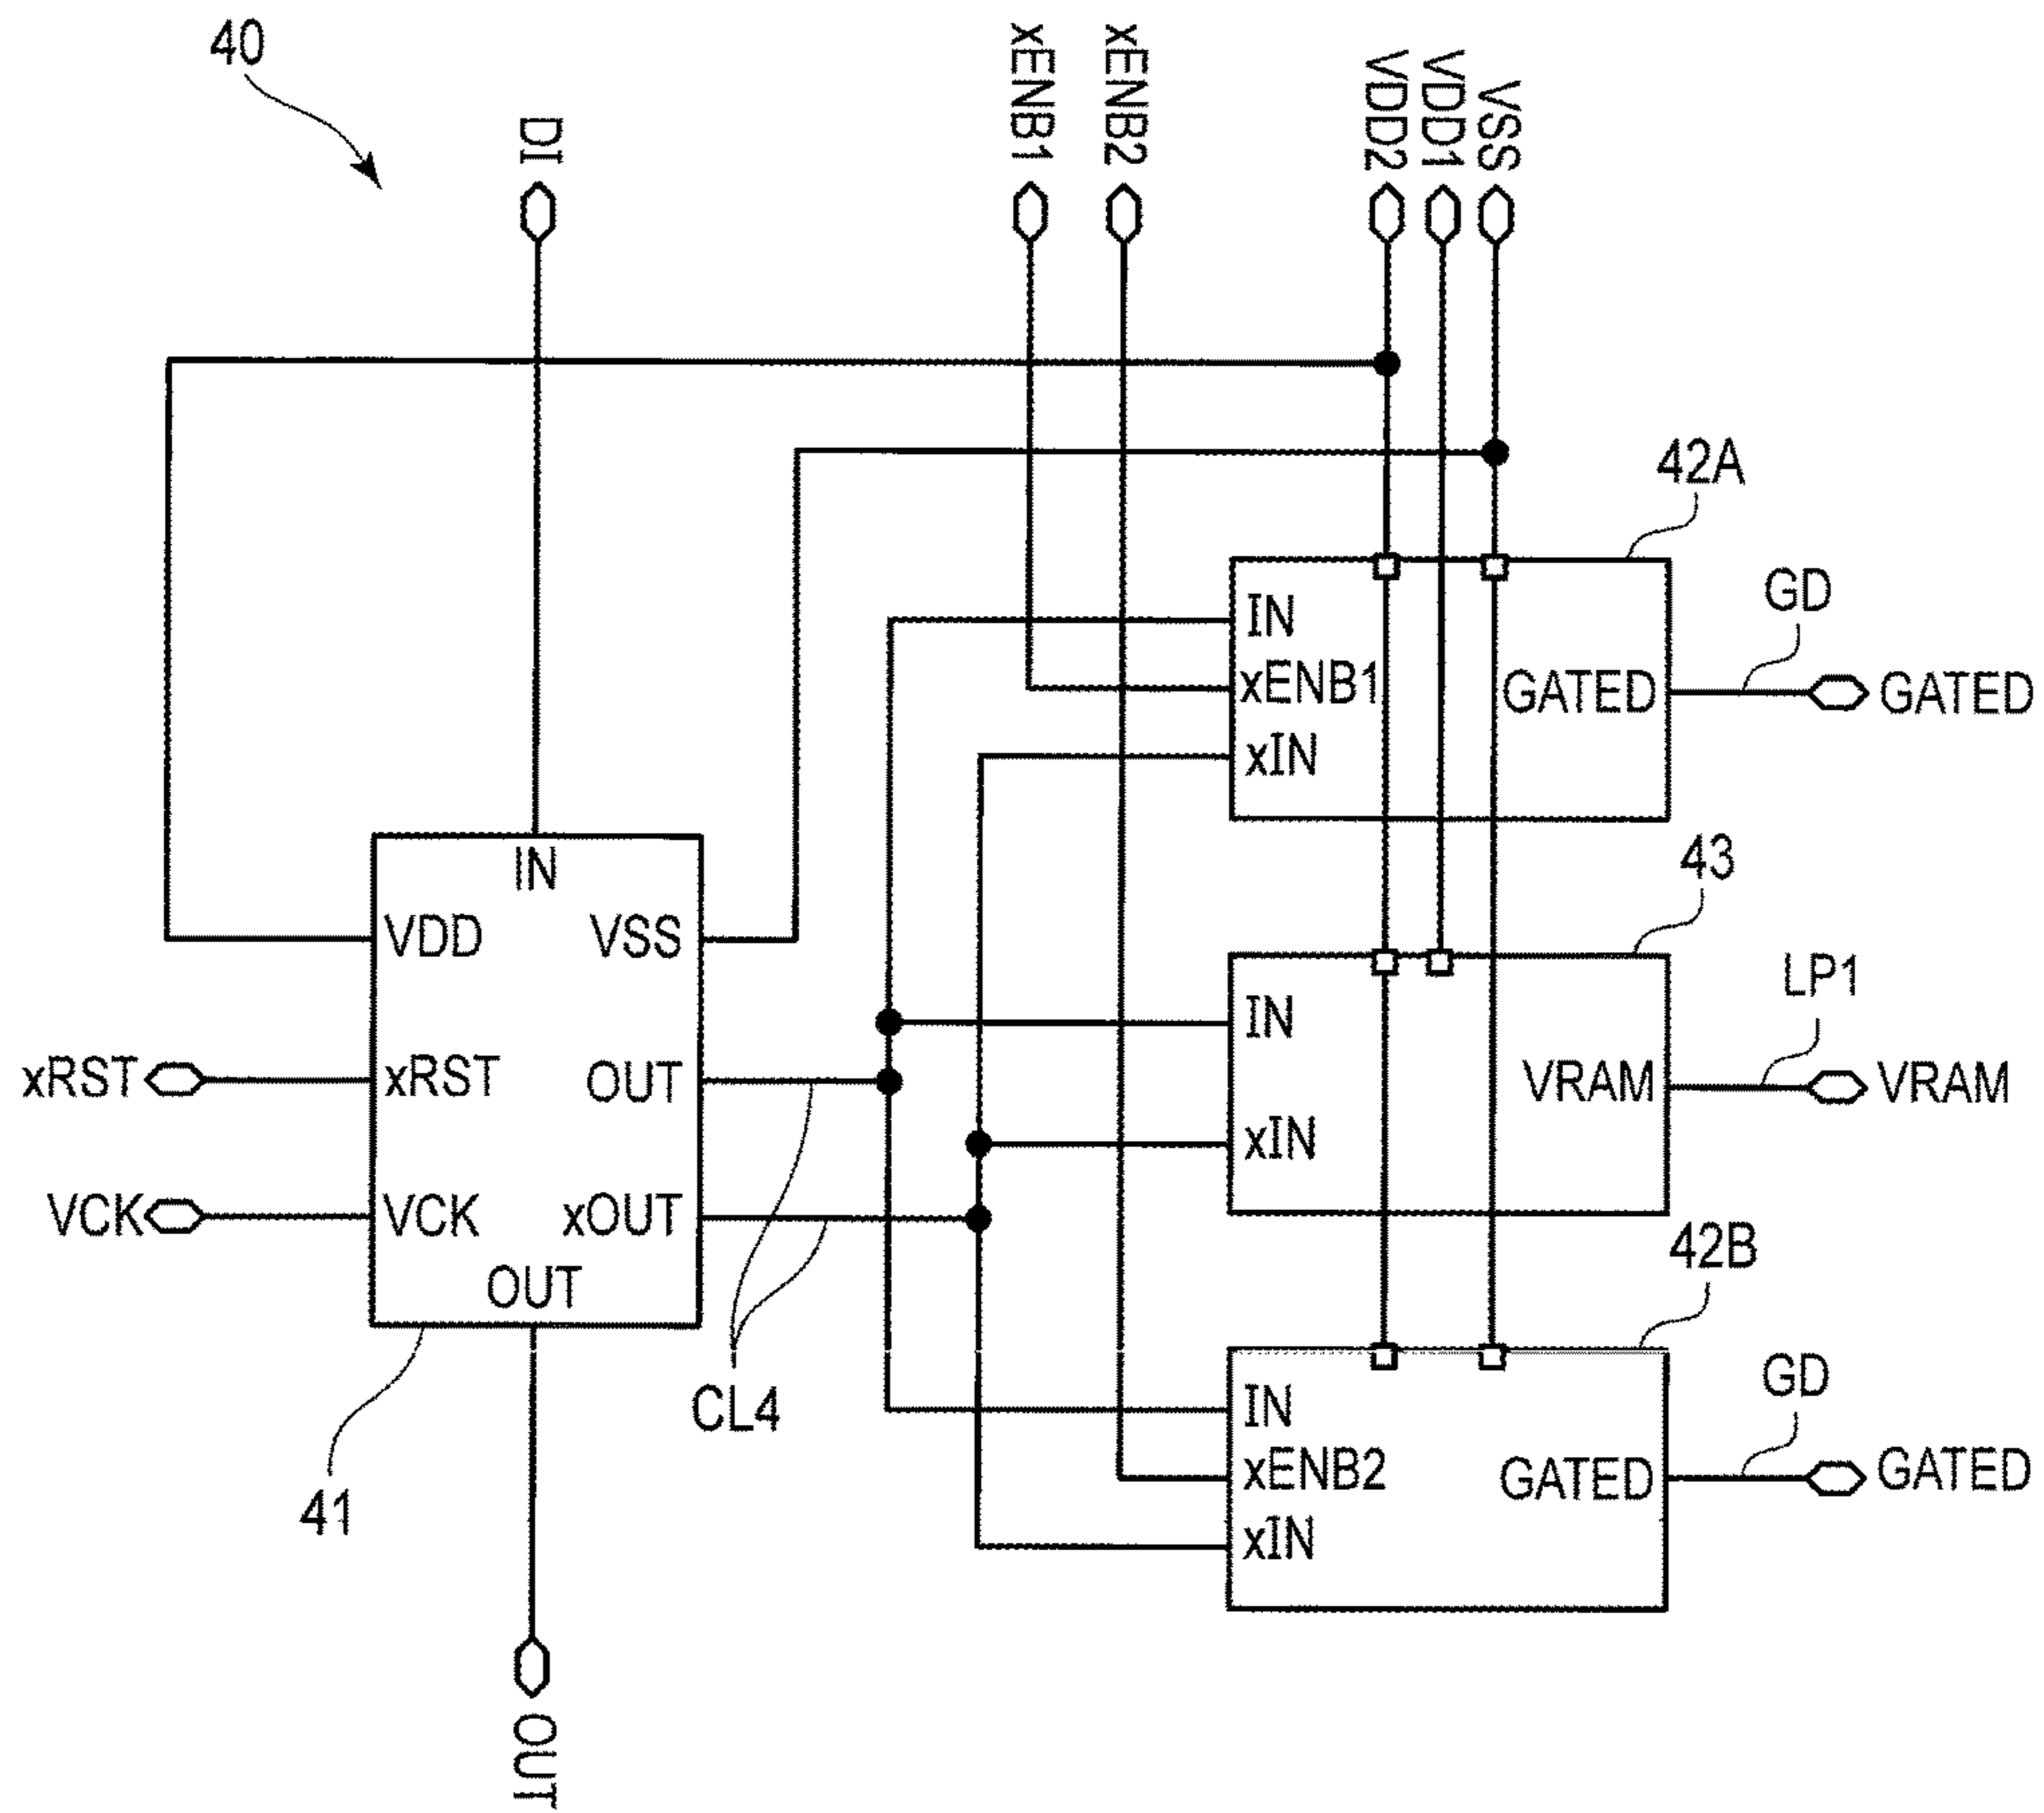 40
DI
xENB1
xENB2
VDD2
VDD1
VSS
42A
IN
xENB1
xIN
GATED
GD
GATED
IN
VDD
VSS
xRST
xRST
OUT
VCK
VCK
xOUT
OUT
41
CL4
OUT
43
IN
xIN
VRAM
LP1
VRAM
42B
IN
xENB2
xIN
GATED
GD
GATED